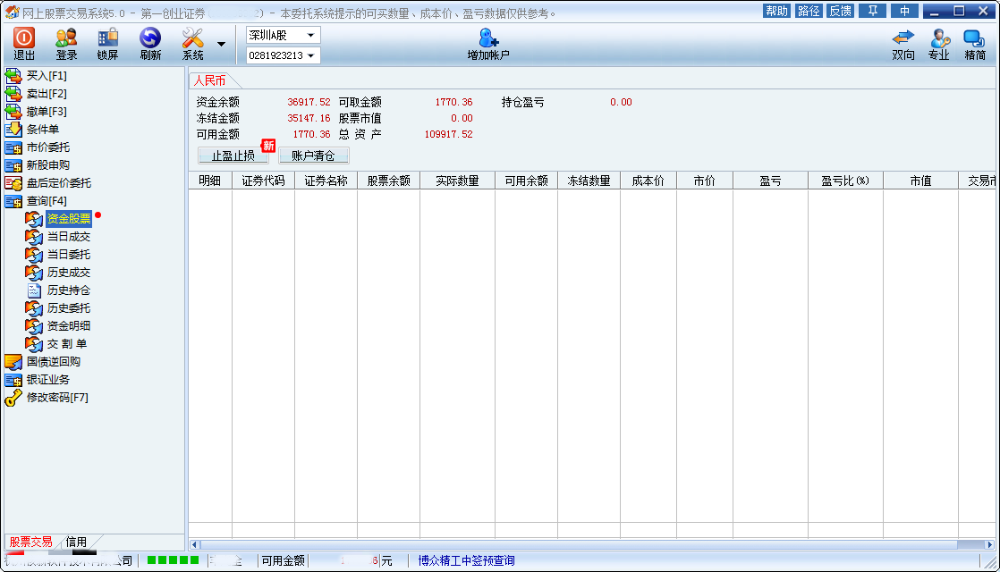 网上股票交易系统5.0 - 第一创业证券 2) - 本委托系统提示的可买数量、成本价、盈亏数据仅供参考。 帮助 路径 反馈 中
退出 登录 锁屏 刷新 系统 深圳A股 0281923213 增加帐户 双向 专业 精简
买入[F1]
卖出[F2]
撤单[F3]
条件单
市价委托
新股申购
盘后定价委托
查询[F4]
资金股票
当日成交
当日委托
历史成交
历史持仓
历史委托
资金明细
交 割 单
国债逆回购
银证业务
修改密码[F7]
股票交易 信用
人民币
资金余额 36917.52 可取金额 1770.36 持仓盈亏 0.00
冻结金额 35147.16 股票市值 0.00
可用金额 1770.36 总 资 产 109917.52
止盈止损 新 账户清仓
明细 证券代码 证券名称 股票余额 实际数量 可用余额 冻结数量 成本价 市价 盈亏 盈亏比(%) 市值 交易市
公司 可用金额 元 博众精工中签预查询